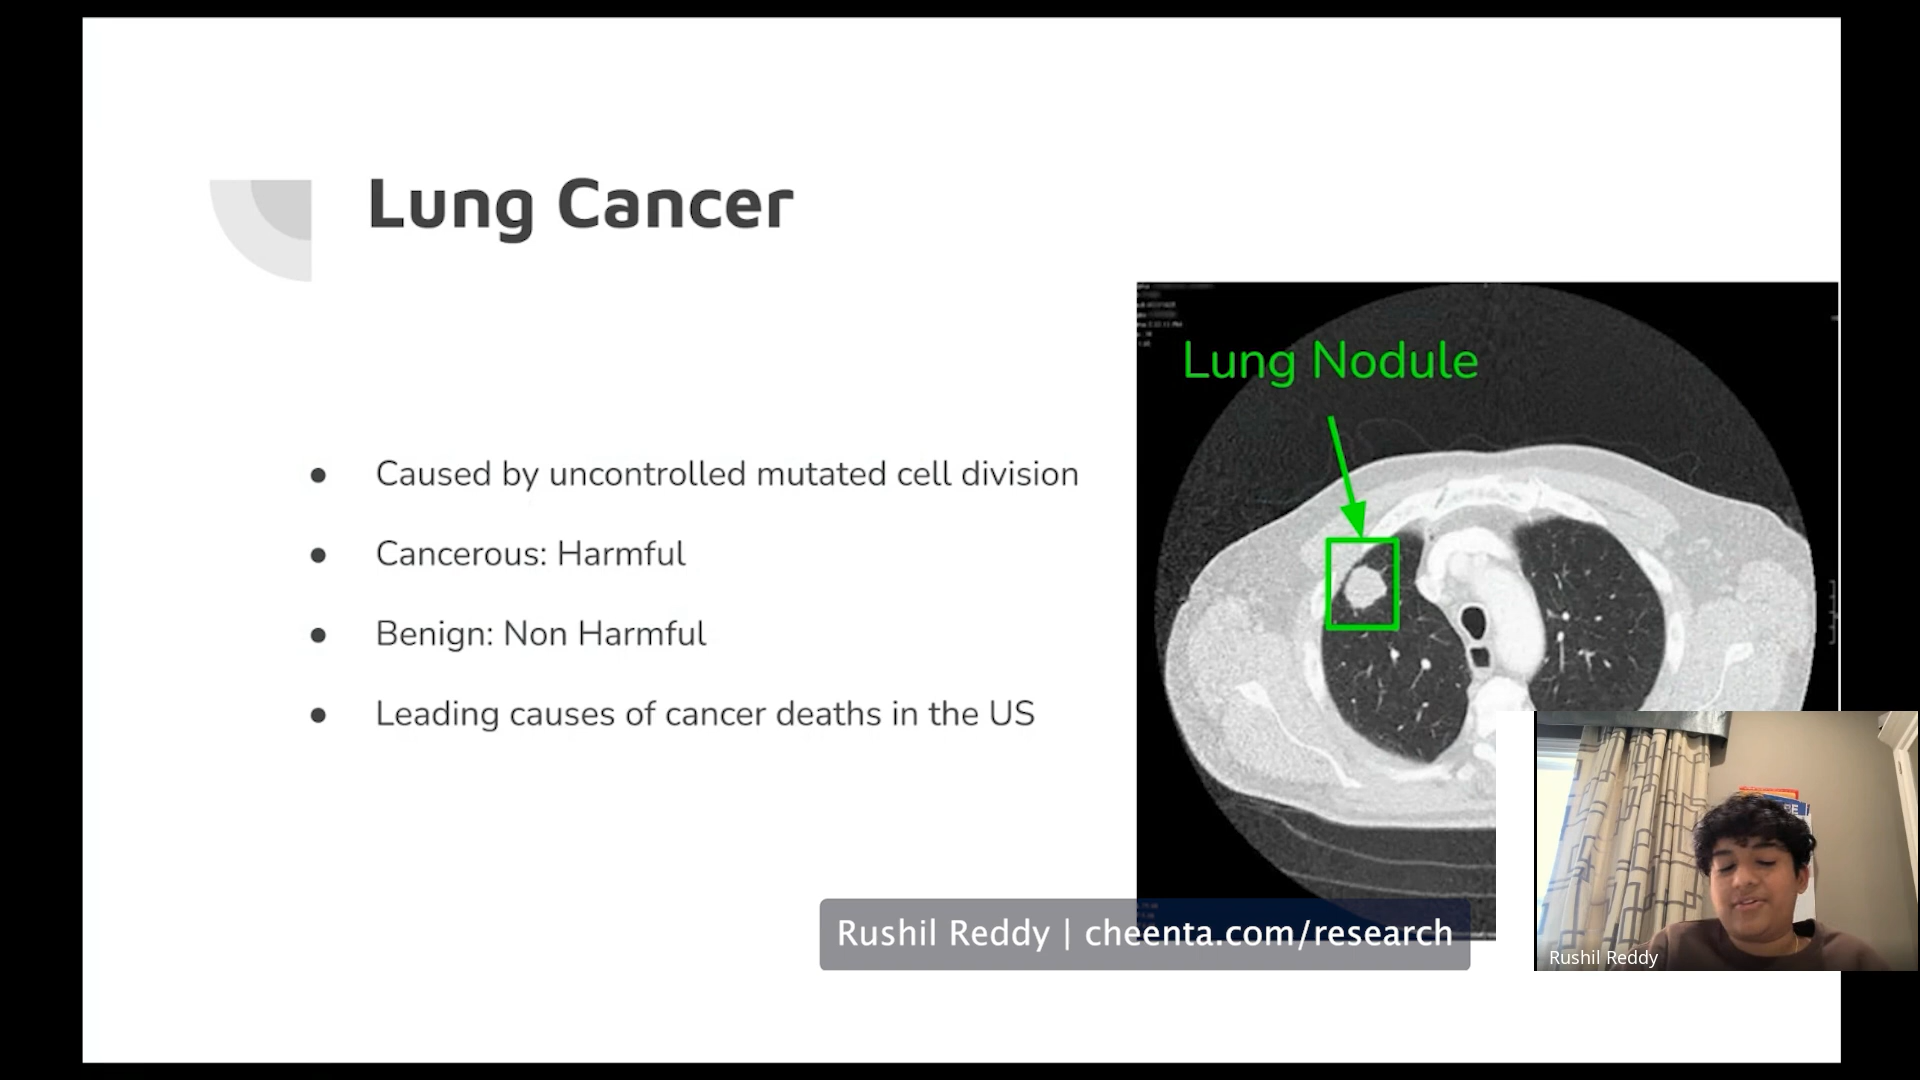 Lung Cancer
Lung Nodule
● Caused by uncontrolled mutated cell division
● Cancerous: Harmful
● Benign: Non Harmful
● Leading causes of cancer deaths in the US
Rushil Reddy | cheenta.com/research
Rushil Reddy